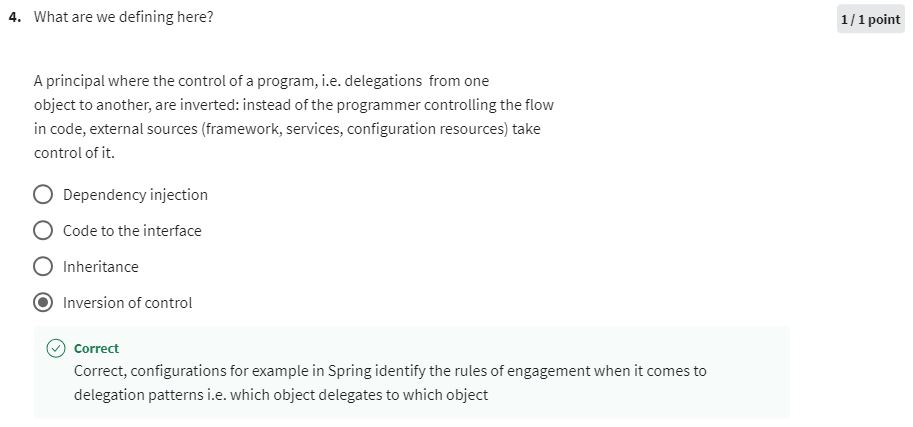 4. What are we defining here?
1 / 1 point
A principal where the control of a program, i.e. delegations from one
object to another, are inverted: instead of the programmer controlling the flow
in code, external sources (framework, services, configuration resources) take
control of it.
Dependency injection
Code to the interface
Inheritance
Inversion of control
Correct
Correct, configurations for example in Spring identify the rules of engagement when it comes to
delegation patterns i.e. which object delegates to which object